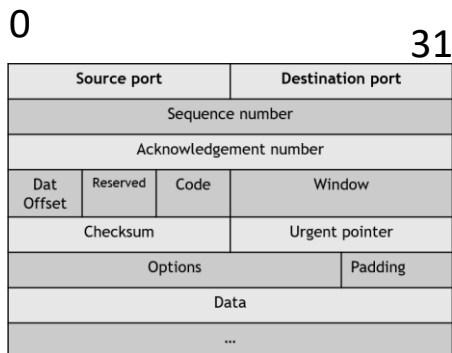 0
31
Source port Destination port
Sequence number
Acknowledgement number
Dat Reserved Code Window
Offset
Checksum Urgent pointer
Options Padding
Data
...